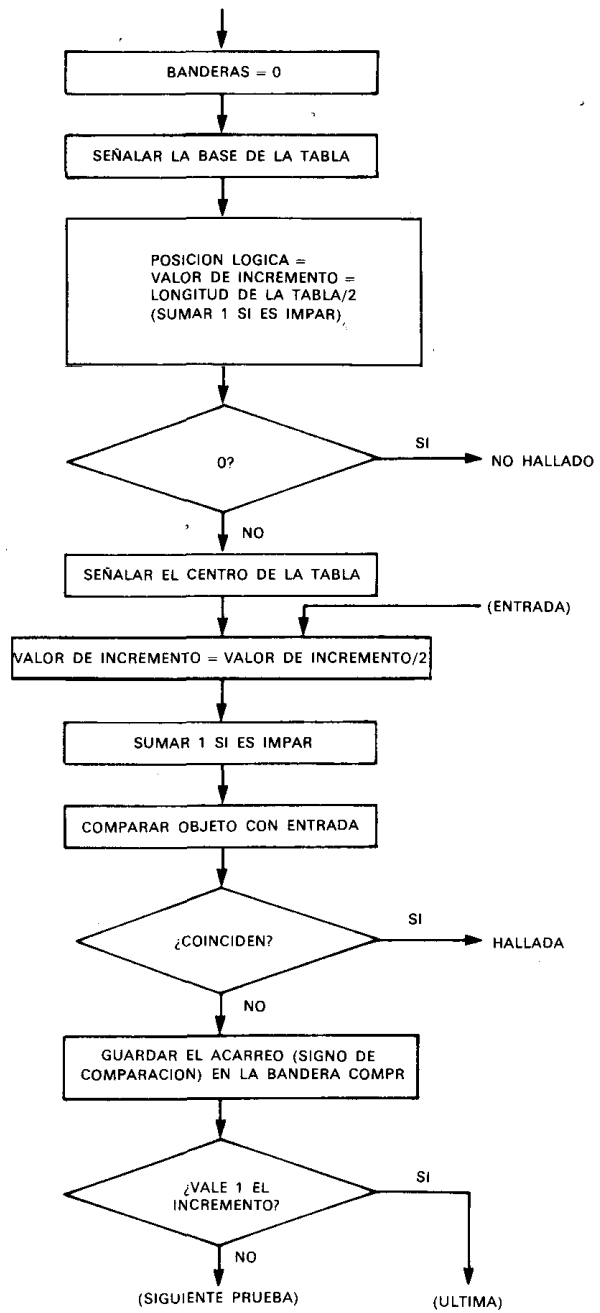 BANDERAS = 0
SEÑALAR LA BASE DE LA TABLA
POSICION LOGICA =
VALOR DE INCREMENTO =
LONGITUD DE LA TABLA/2
(SUMAR 1 SI ES IMPAR)
0?
SI
NO HALLADO
NO
SEÑALAR EL CENTRO DE LA TABLA
(ENTRADA)
VALOR DE INCREMENTO = VALOR DE INCREMENTO/2
SUMAR 1 SI ES IMPAR
COMPARAR OBJETO CON ENTRADA
¿COINCIDEN?
SI
HALLADA
NO
GUARDAR EL ACARREO (SIGNO DE
COMPARACION) EN LA BANDERA COMPR
¿VALE 1 EL
INCREMENTO?
SI
NO
(SIGUIENTE PRUEBA)
(ULTIMA)